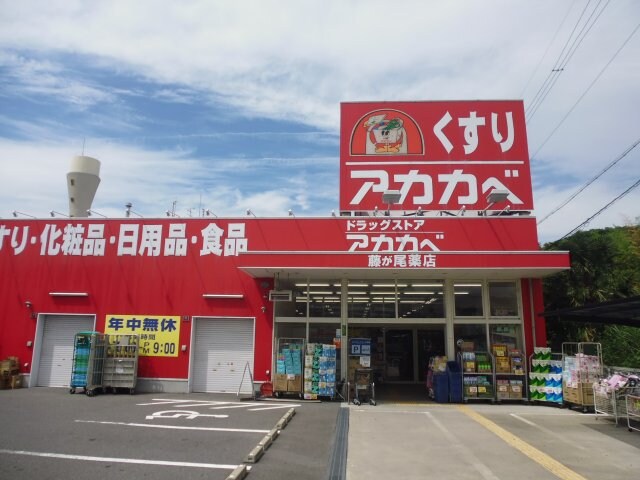 くすり
アカカベ
すり・化粧品・日用品・食品
ドラッグストア
アカカベ
藤が尾薬店
年中無休
9:00